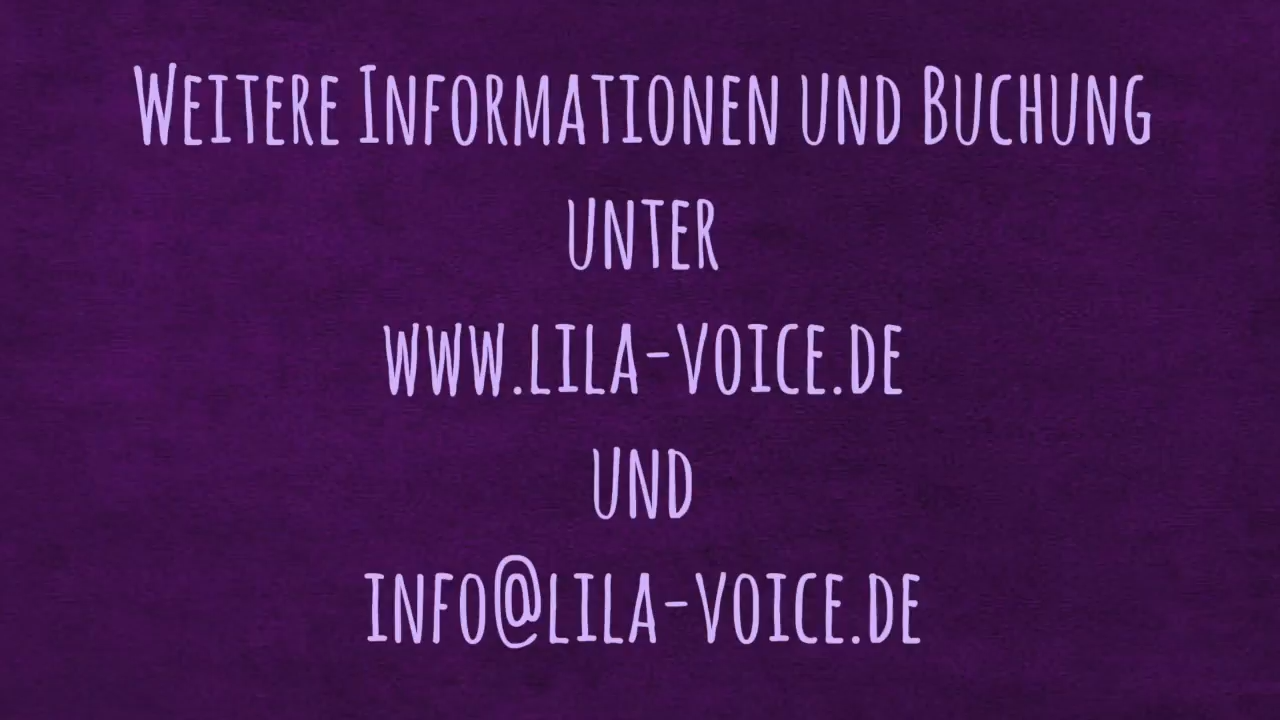 Weitere Informationen und Buchung
unter
www.lila-voice.de
und
info@lila-voice.de